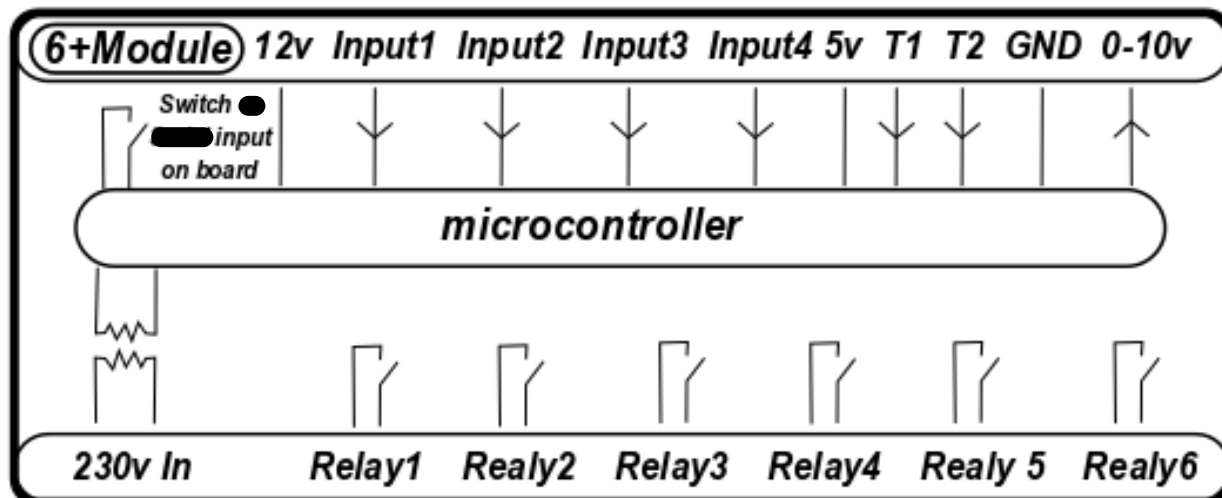 6+Module 12v Input1 Input2 Input3 Input4 5v T1 T2 GND 0-10v
Switch
input
on board
microcontroller
230v In Relay1 Realy2 Relay3 Relay4 Realy 5 Realy6